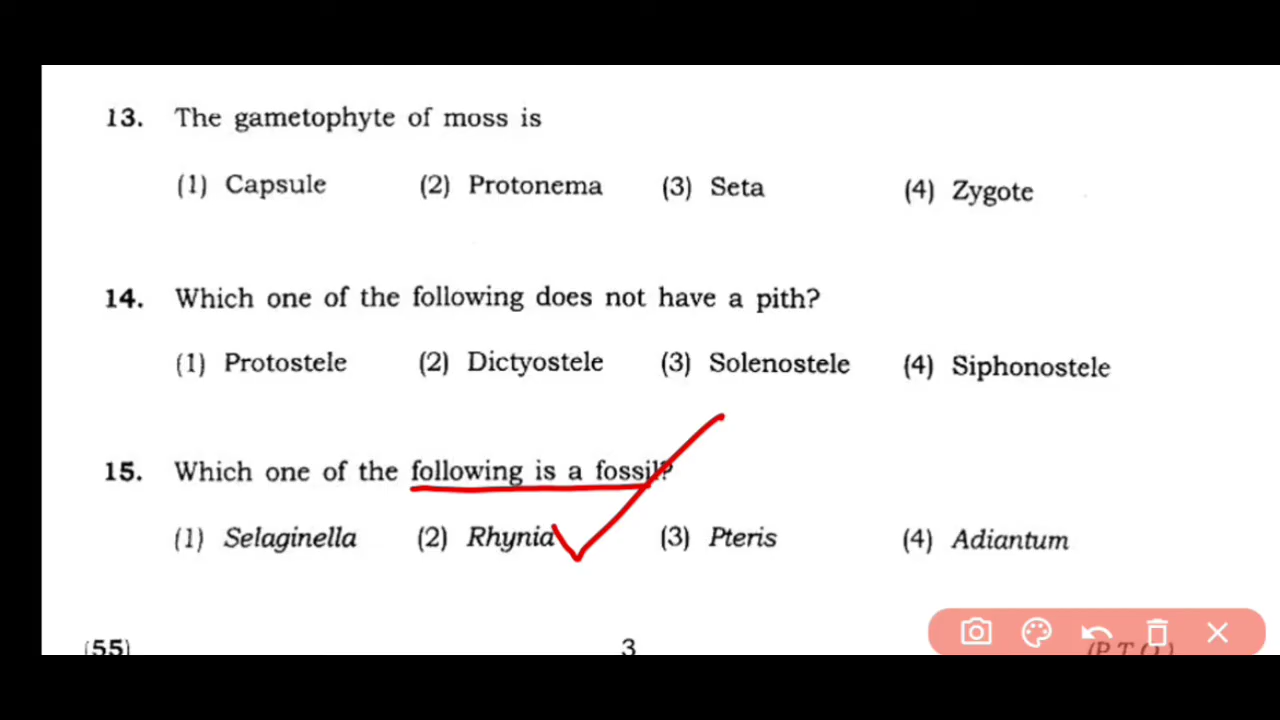 13. The gametophyte of moss is
(1) Capsule (2) Protonema (3) Seta (4) Zygote
14. Which one of the following does not have a pith?
(1) Protostele (2) Dictyostele (3) Solenostele (4) Siphonostele
15. Which one of the following is a fossil?
(1) Selaginella (2) Rhynia (3) Pteris (4) Adiantum
(55) 3 (P.T.O.)